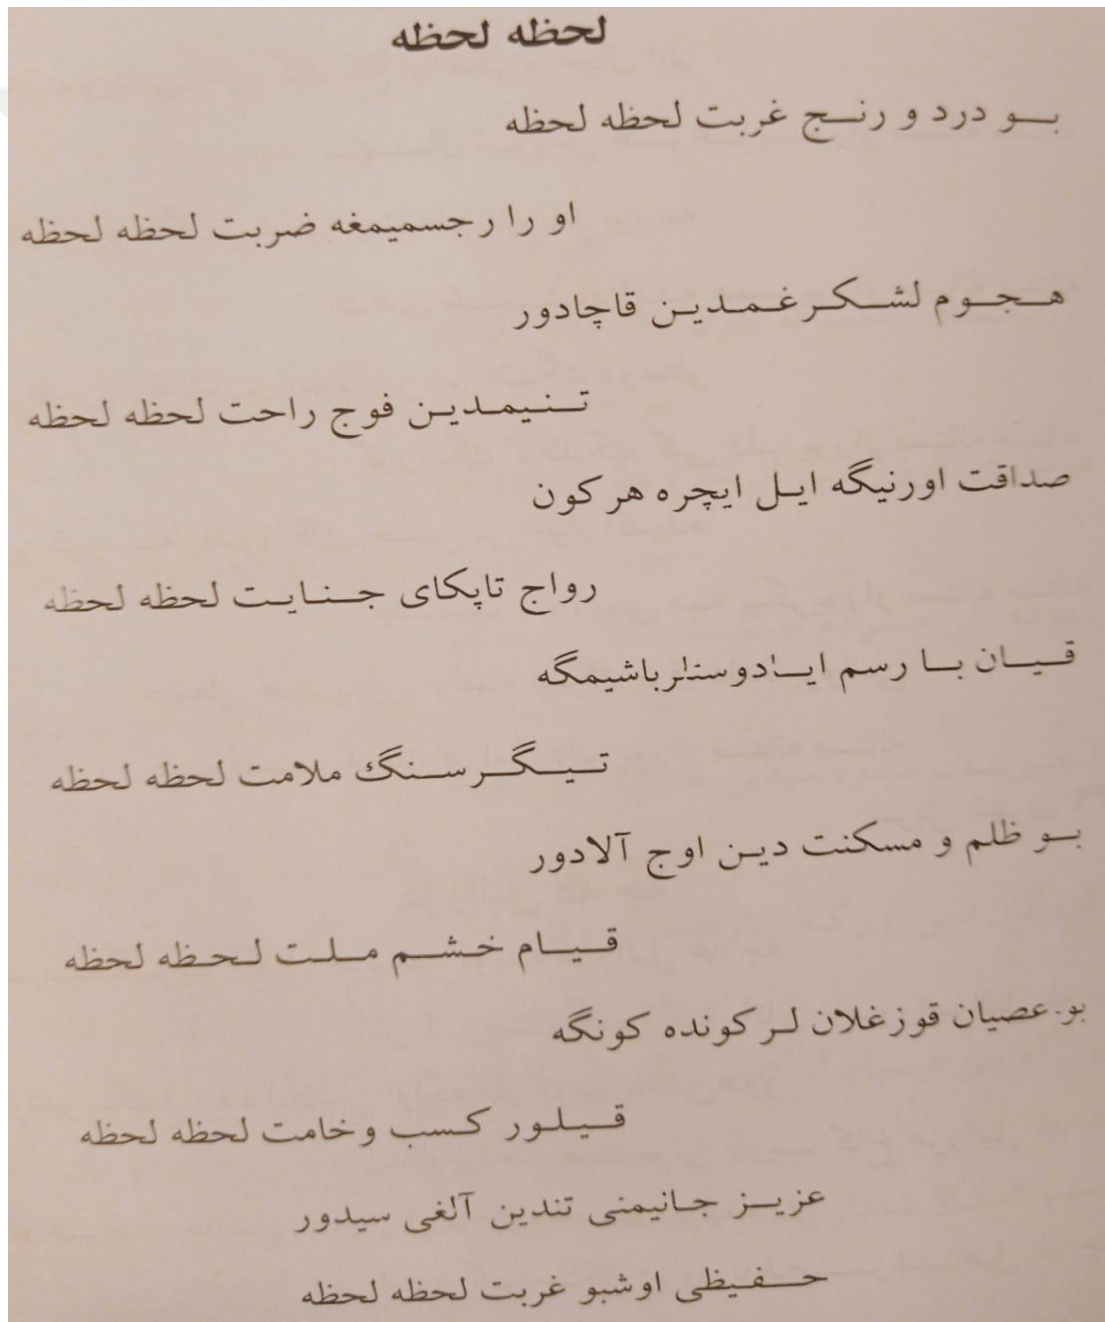 لحظه لحظه
بو درد و رنج غربت لحظه لحظه
او را ر جسمیمغه ضربت لحظه لحظه
هجوم لشکر غمدین قاچادور
تنیمدین فوج راحت لحظه لحظه
صداقت اورنیگه ایل ایچره هر کون
رواج تاپکای جنایت لحظه لحظه
قیان با رسم ایادوستلر باشیمگه
تیگر سنگ ملامت لحظه لحظه
بو ظلم و مسکنت دین اوج آلادور
قیام خشم ملت لحظه لحظه
بو عصیان قوزغلان لر کونده کونگه
قیلور کسب وخامت لحظه لحظه
عزیز جانیمنی تندین آلغی سیدور
حفیظی اوشبو غربت لحظه لحظه